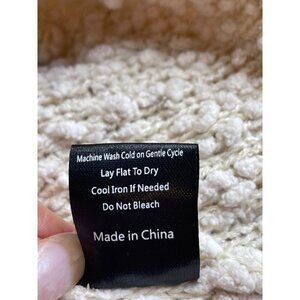 Machine Wash Cold on Gentle Cycle
Lay Flat To Dry
Cool Iron If Needed
Do Not Bleach
Made in China